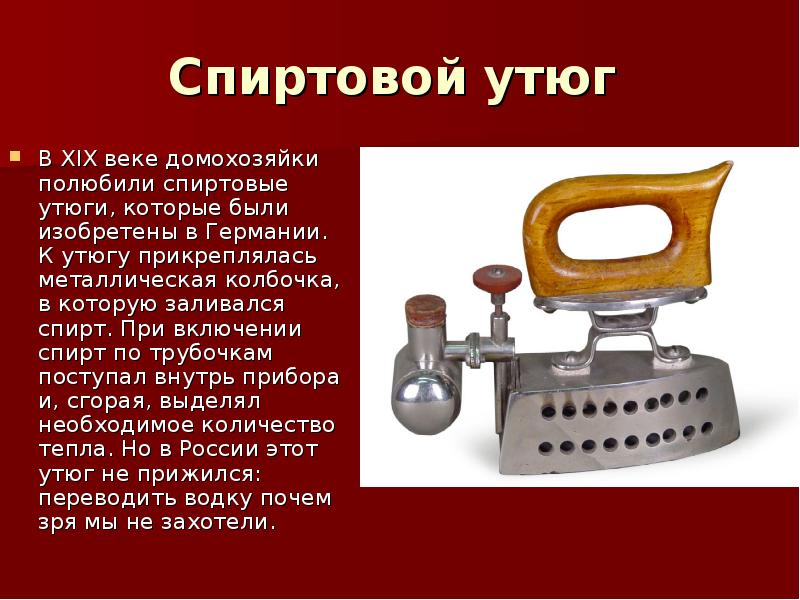 Спиртовой утюг
В XIX веке домохозяйки
полюбили спиртовые
утюги, которые были
изобретены в Германии.
К утюгу прикреплялась
металлическая колбочка,
в которую заливался
спирт. При включении
спирт по трубочкам
поступал внутрь прибора
и, сгорая, выделял
необходимое количество
тепла. Но в России этот
утюг не прижился:
переводить водку почем
зря мы не захотели.